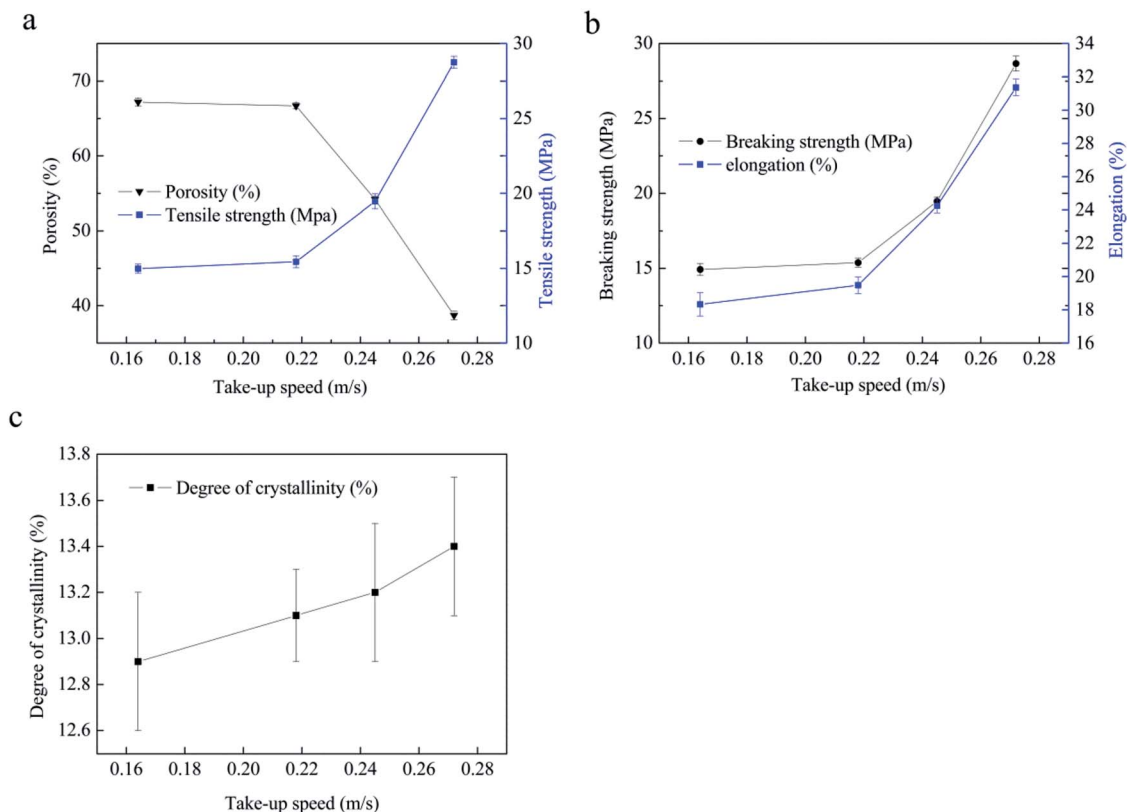 a
70
60
50
40
Porosity (%)
30
25
20
15
10
Tensile strength (MPa)
Porosity (%)
Tensile strength (Mpa)
0.16 0.18 0.20 0.22 0.24 0.26 0.28
Take-up speed (m/s)
b
30
25
20
15
10
Breaking strength (MPa)
34
32
30
28
26
24
22
20
18
16
Elongation (%)
Breaking strength (MPa)
elongation (%)
0.16 0.18 0.20 0.22 0.24 0.26 0.28
Take-up speed (m/s)
c
13.8
13.6
13.4
13.2
13.0
12.8
12.6
Degree of crystallinity (%)
Degree of crystallinity (%)
0.16 0.18 0.20 0.22 0.24 0.26 0.28
Take-up speed (m/s)